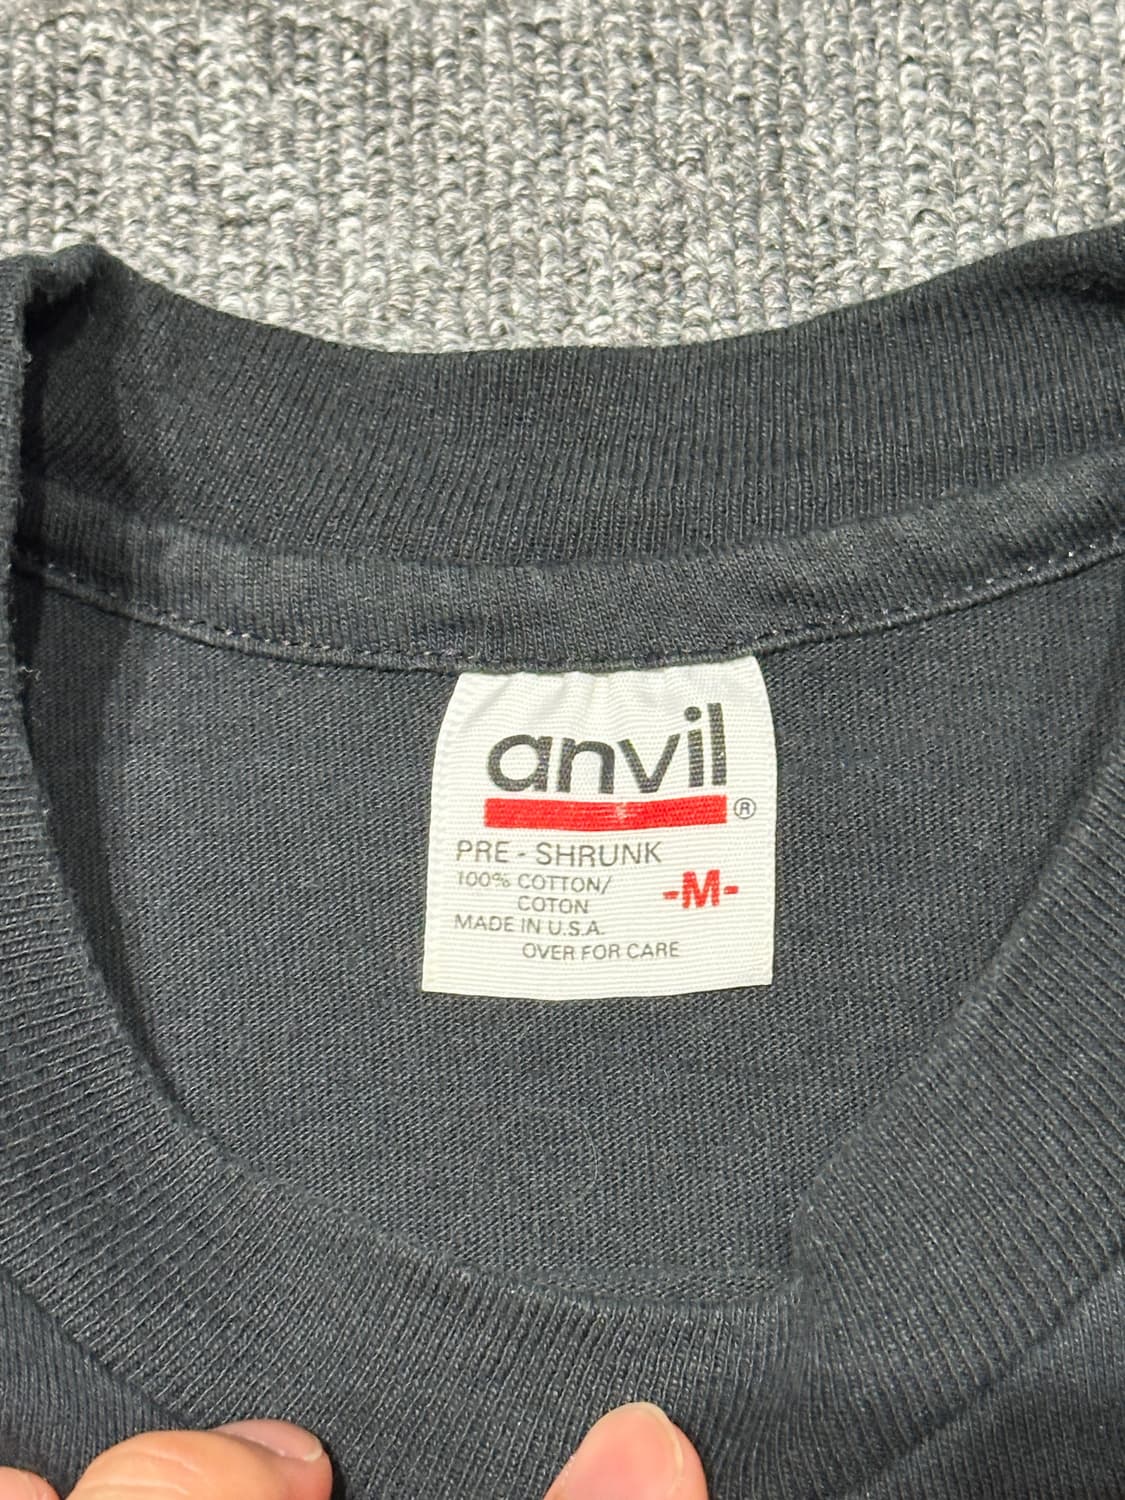 anvil®
PRE - SHRUNK
100% COTTON/
COTON
-M-
MADE IN U.S.A.
OVER FOR CARE